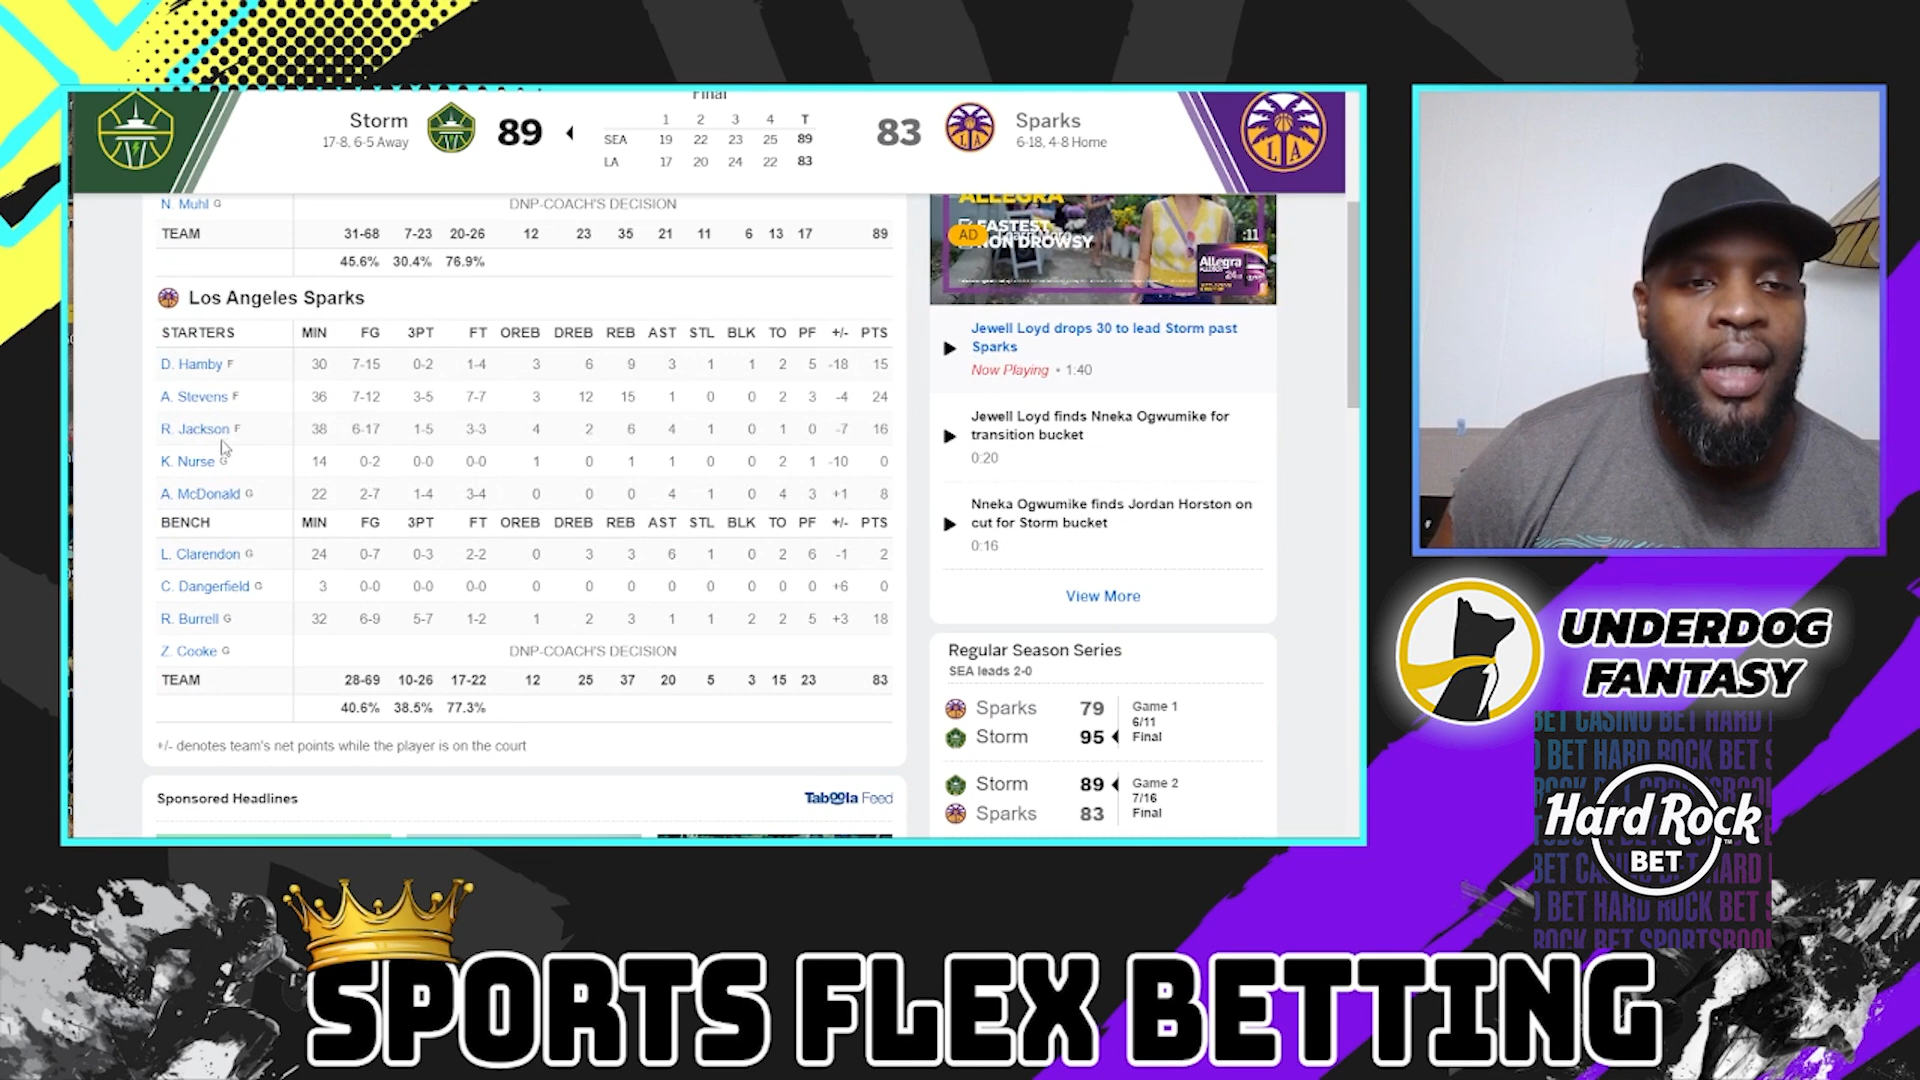 Final
Storm
17-8, 6-5 Away
89
1 2 3 4 T
SEA 19 22 23 25 89
LA 17 20 24 22 83
83
Sparks
6-18, 4-8 Home
LA
N. Muhl G DNP-COACH'S DECISION
TEAM 31-68 7-23 20-26 12 23 35 21 11 6 13 17 89
45.6% 30.4% 76.9%
Los Angeles Sparks
STARTERS MIN FG 3PT FT OREB DREB REB AST STL BLK TO PF +/- PTS
D. Hamby F 30 7-15 0-2 1-4 3 6 9 3 1 1 2 5 -18 15
A. Stevens F 36 7-12 3-5 7-7 3 12 15 1 0 0 2 3 -4 24
R. Jackson F 38 6-17 1-5 3-3 4 2 6 4 1 0 1 0 -7 16
K. Nurse G 14 0-2 0-0 0-0 1 0 1 1 0 0 2 1 -10 0
A. McDonald G 22 2-7 1-4 3-4 0 0 0 4 1 0 4 3 +1 8
BENCH MIN FG 3PT FT OREB DREB REB AST STL BLK TO PF +/- PTS
L. Clarendon G 24 0-7 0-3 2-2 0 3 3 6 1 0 2 6 -1 2
C. Dangerfield G 3 0-0 0-0 0-0 0 0 0 0 0 0 0 0 +6 0
R. Burrell G 32 6-9 5-7 1-2 1 2 3 1 1 2 2 5 +3 18
Z. Cooke G DNP-COACH'S DECISION
TEAM 28-69 10-26 17-22 12 25 37 20 5 3 15 23 83
40.6% 38.5% 77.3%
+/- denotes team's net points while the player is on the court
Sponsored Headlines
Taboola Feed
ALLEGRA
FASTEST
NON DROWSY
AD
:11
Allegra
Jewell Loyd drops 30 to lead Storm past
Sparks
Now Playing • 1:40
Jewell Loyd finds Nneka Ogwumike for
transition bucket
0:20
Nneka Ogwumike finds Jordan Horston on
cut for Storm bucket
0:16
View More
Regular Season Series
SEA leads 2-0
Sparks 79 Game 1
6/11
Storm 95 Final
Storm 89 Game 2
7/16
Sparks 83 Final
UNDERDOG
FANTASY
Hard Rock
BET
SPORTS FLEX BETTING